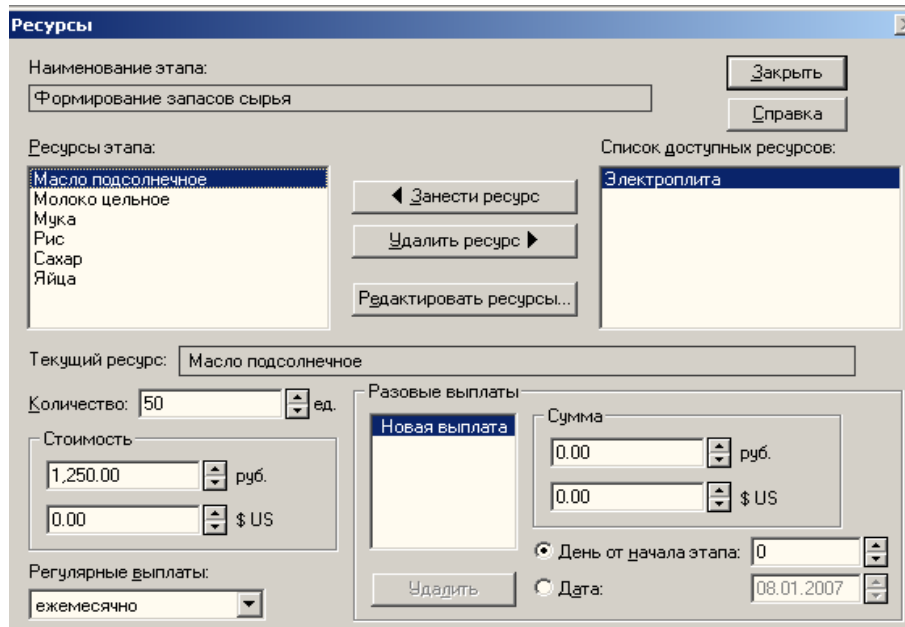 Ресурсы
Наименование этапа:
Формирование запасов сырья
Закрыть
Справка
Ресурсы этапа:
Масло подсолнечное
Молоко цельное
Мука
Рис
Сахар
Яйца
Занести ресурс
Удалить ресурс
Редактировать ресурсы...
Список доступных ресурсов:
Электроплита
Текущий ресурс: Масло подсолнечное
Количество: 50 ед.
Стоимость
1,250.00 руб.
0.00 $ US
Регулярные выплаты:
ежемесячно
Разовые выплаты
Новая выплата
Удалить
Сумма
0.00 руб.
0.00 $ US
День от начала этапа: 0
Дата: 08.01.2007